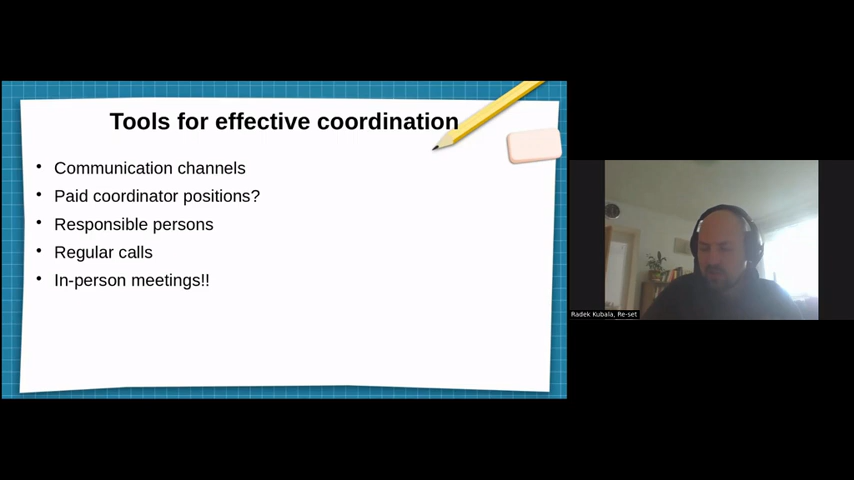 Tools for effective coordination
• Communication channels
• Paid coordinator positions?
• Responsible persons
• Regular calls
• In-person meetings!!
Radek Kubala, Re-set